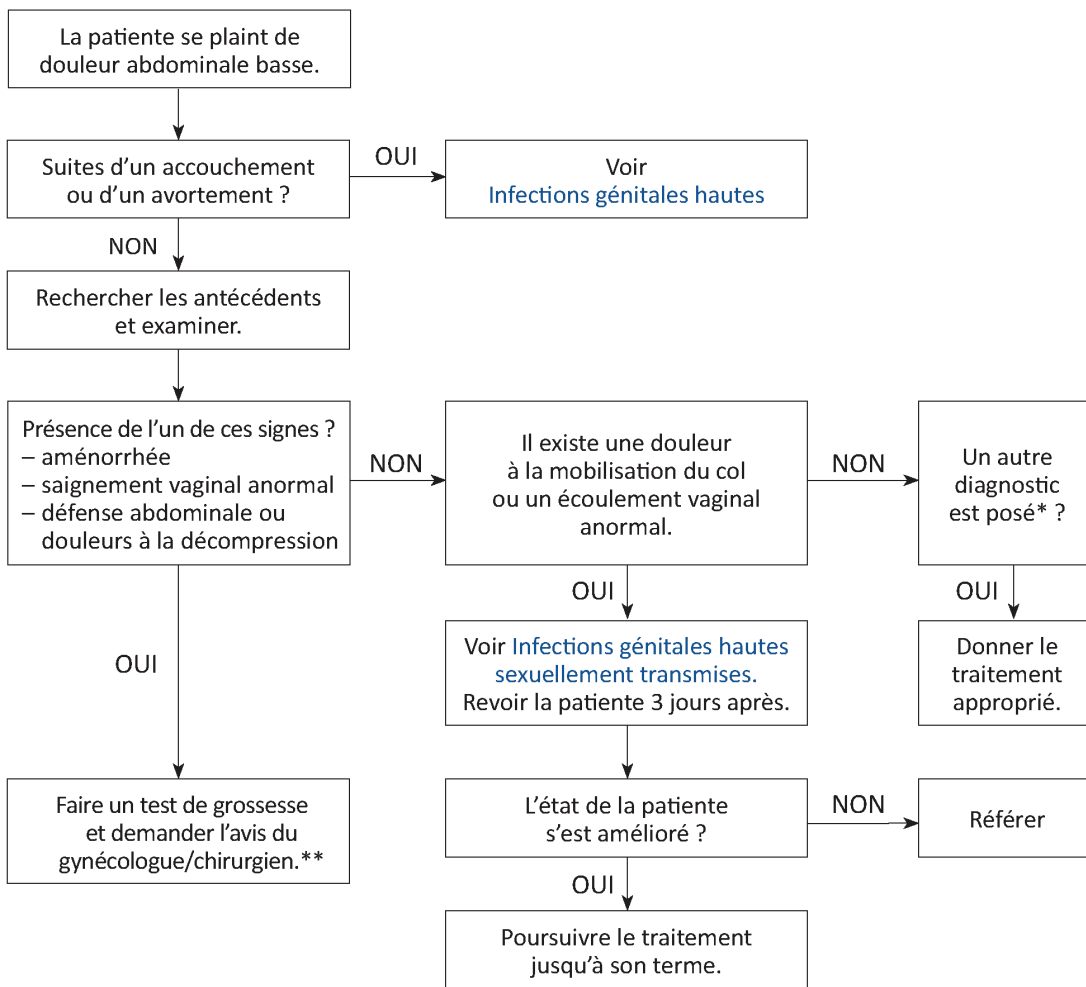 La patiente se plaint de
douleur abdominale basse.
Suites d'un accouchement
ou d'un avortement ?
OUI
Voir
Infections génitales hautes
NON
Rechercher les antécédents
et examiner.
Présence de l'un de ces signes ?
– aménorrhée
– saignement vaginal anormal
– défense abdominale ou
douleurs à la décompression
NON
Il existe une douleur
à la mobilisation du col
ou un écoulement vaginal
anormal.
NON
Un autre
diagnostic
est posé* ?
OUI
OUI
OUI
Voir Infections génitales hautes
sexuellement transmises.
Revoir la patiente 3 jours après.
Donner le
traitement
approprié.
Faire un test de grossesse
et demander l'avis du
gynécologue/chirurgien.**
L'état de la patiente
s'est amélioré ?
NON
Référer
OUI
Poursuivre le traitement
jusqu'à son terme.